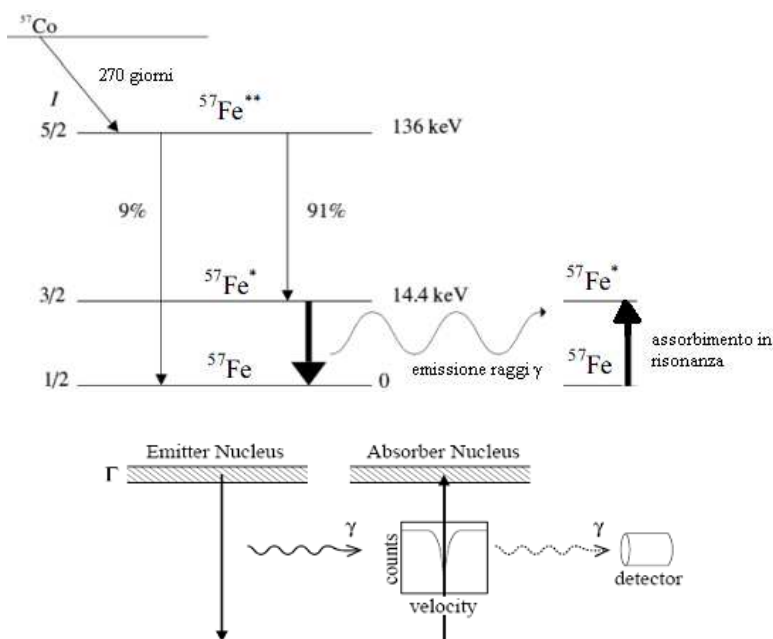 ⁵⁷Co
270 giorni
I
⁵⁷Fe**
5/2
136 keV
9%
91%
⁵⁷Fe*
⁵⁷Fe*
3/2
14.4 keV
⁵⁷Fe
⁵⁷Fe
assorbimento in
risonanza
1/2
0
emissione raggi γ
Emitter Nucleus
Absorber Nucleus
Γ
γ
γ
counts
velocity
detector